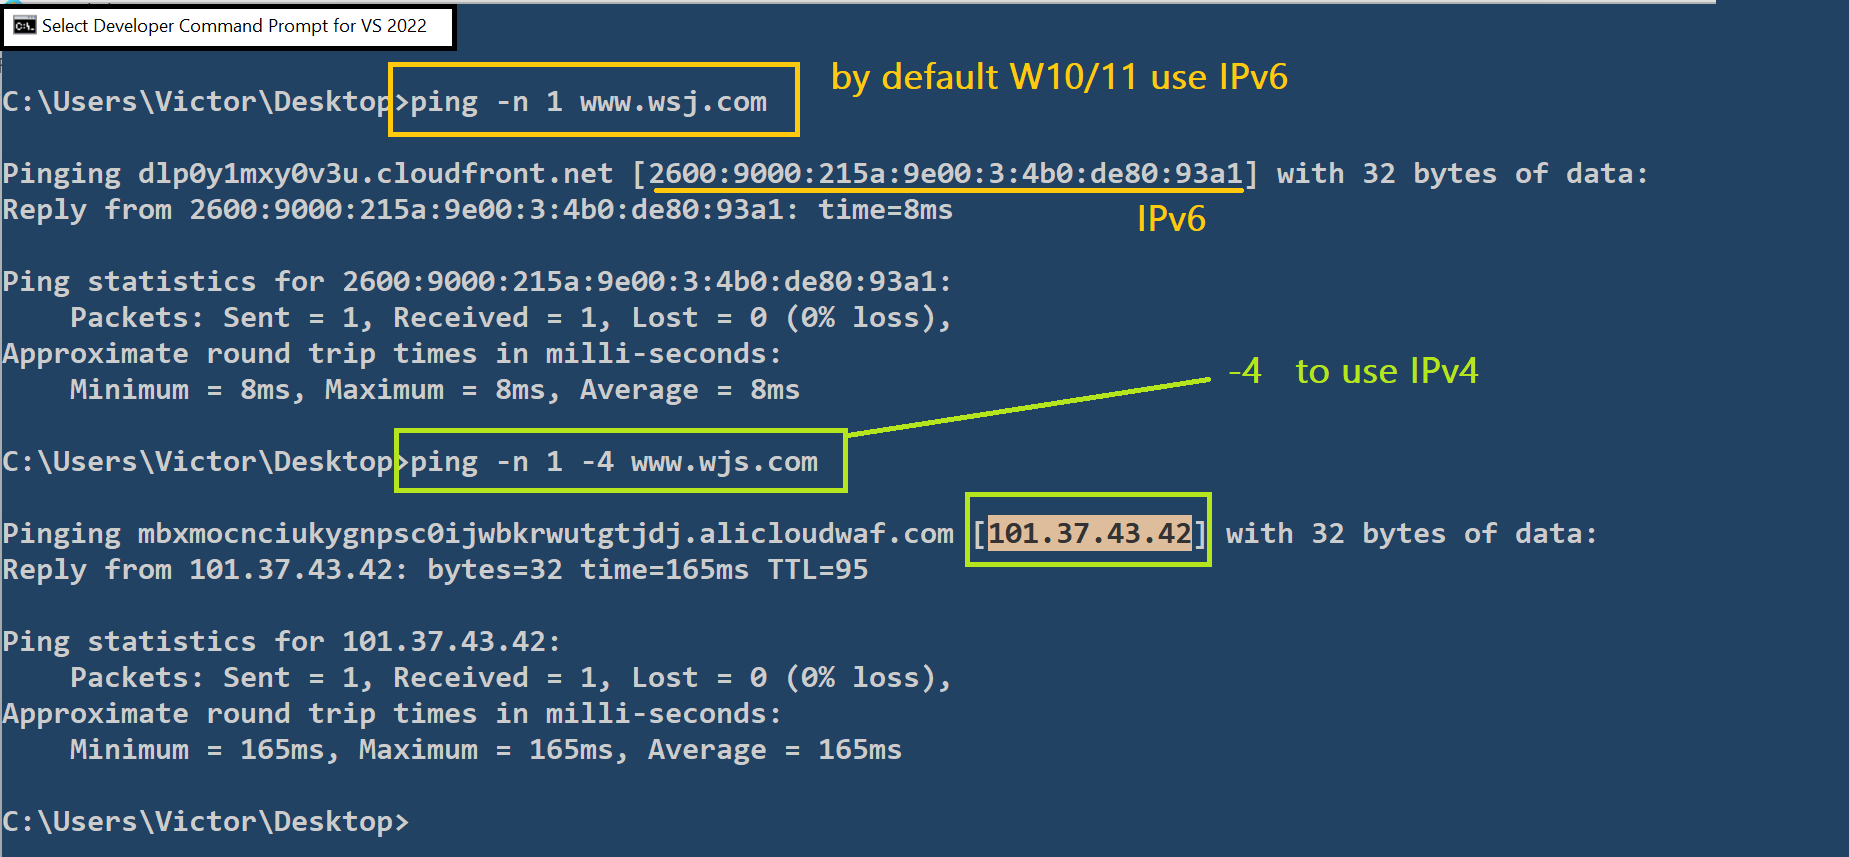 Select Developer Command Prompt for VS 2022
C:\Users\Victor\Desktop>ping -n 1 www.wsj.com
by default W10/11 use IPv6
Pinging dlp0y1mxy0v3u.cloudfront.net [2600:9000:215a:9e00:3:4b0:de80:93a1] with 32 bytes of data:
Reply from 2600:9000:215a:9e00:3:4b0:de80:93a1: time=8ms
IPv6
Ping statistics for 2600:9000:215a:9e00:3:4b0:de80:93a1:
Packets: Sent = 1, Received = 1, Lost = 0 (0% loss),
Approximate round trip times in milli-seconds:
Minimum = 8ms, Maximum = 8ms, Average = 8ms
-4 to use IPv4
C:\Users\Victor\Desktop>ping -n 1 -4 www.wjs.com
Pinging mbxmocnciukygnpsc0ijwbkrwutgtjdj.alicloudwaf.com [101.37.43.42] with 32 bytes of data:
Reply from 101.37.43.42: bytes=32 time=165ms TTL=95
Ping statistics for 101.37.43.42:
Packets: Sent = 1, Received = 1, Lost = 0 (0% loss),
Approximate round trip times in milli-seconds:
Minimum = 165ms, Maximum = 165ms, Average = 165ms
C:\Users\Victor\Desktop>